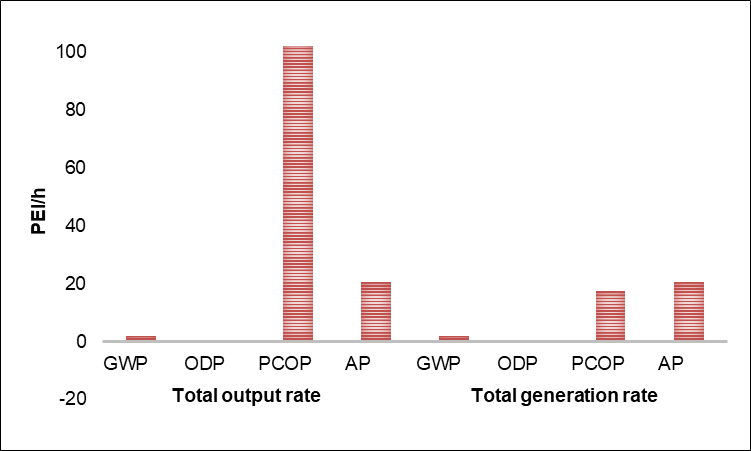 PEI/h
100
80
60
40
20
0
-20
GWP ODP PCOP AP GWP ODP PCOP AP
Total output rate Total generation rate